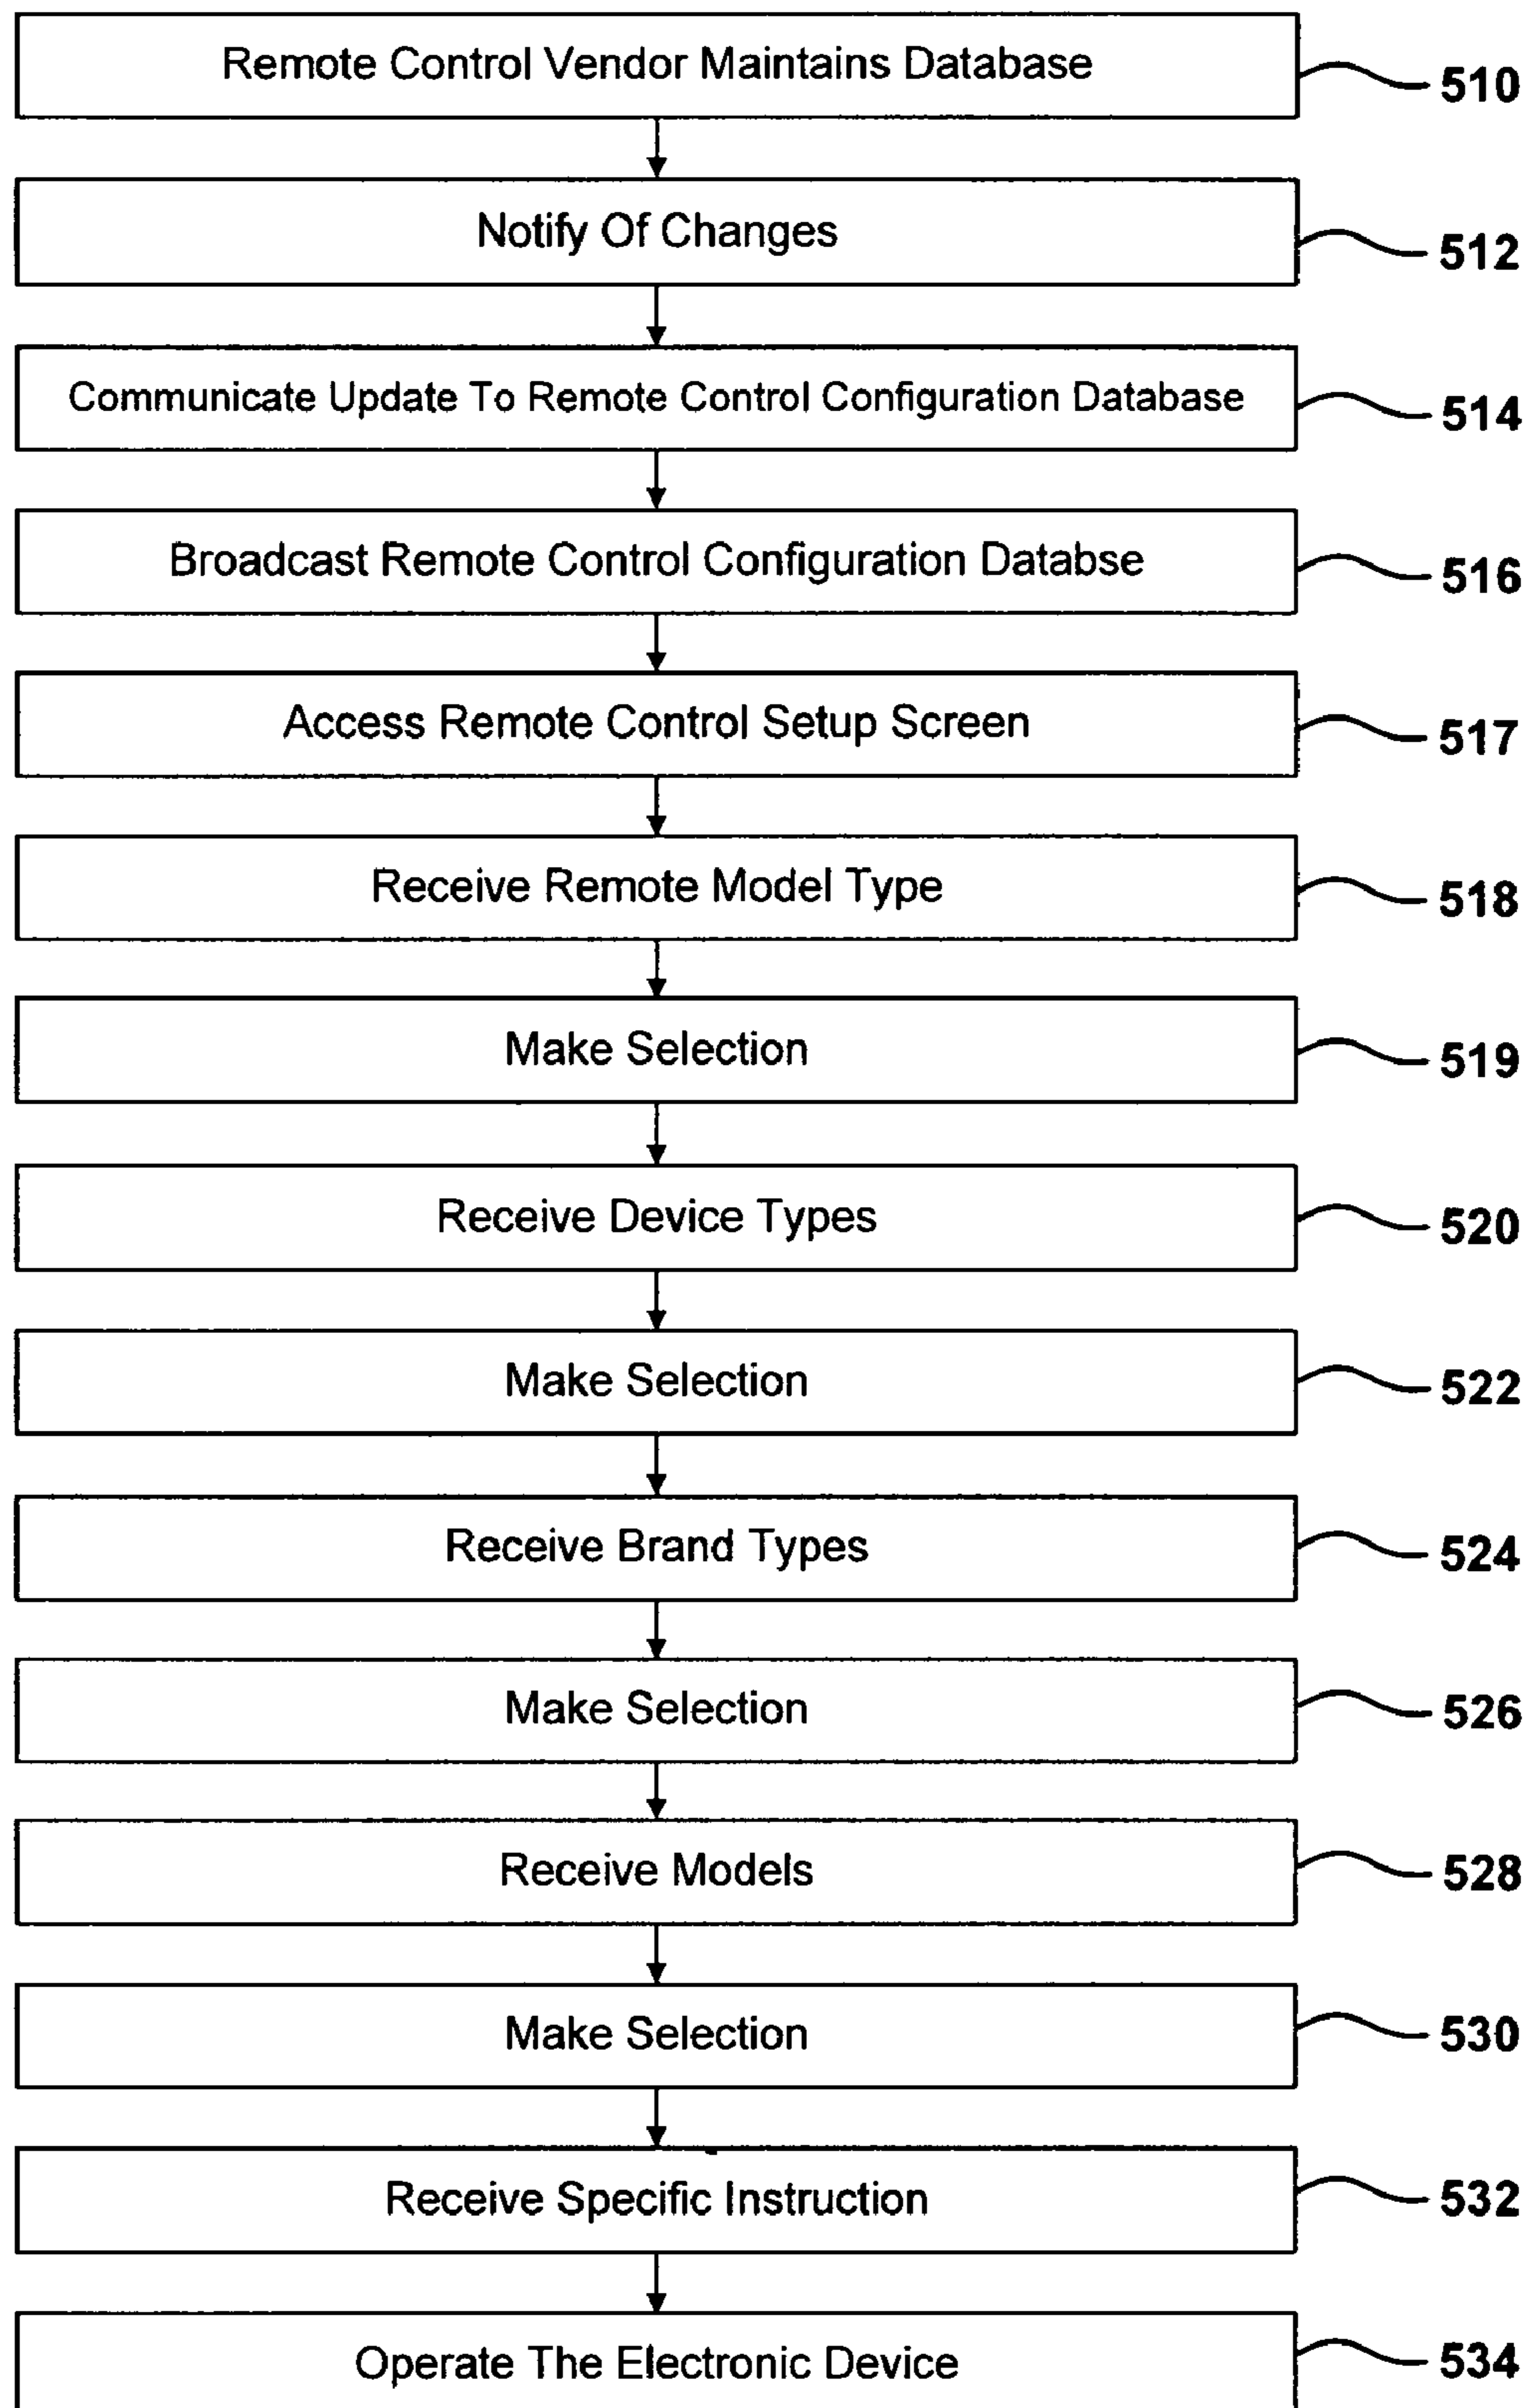 Remote Control Vendor Maintains Database
510
Notify Of Changes
512
Communicate Update To Remote Control Configuration Database
514
Broadcast Remote Control Configuration Databse
516
Access Remote Control Setup Screen
517
Receive Remote Model Type
518
Make Selection
519
Receive Device Types
520
Make Selection
522
Receive Brand Types
524
Make Selection
526
Receive Models
528
Make Selection
530
Receive Specific Instruction
532
Operate The Electronic Device
534